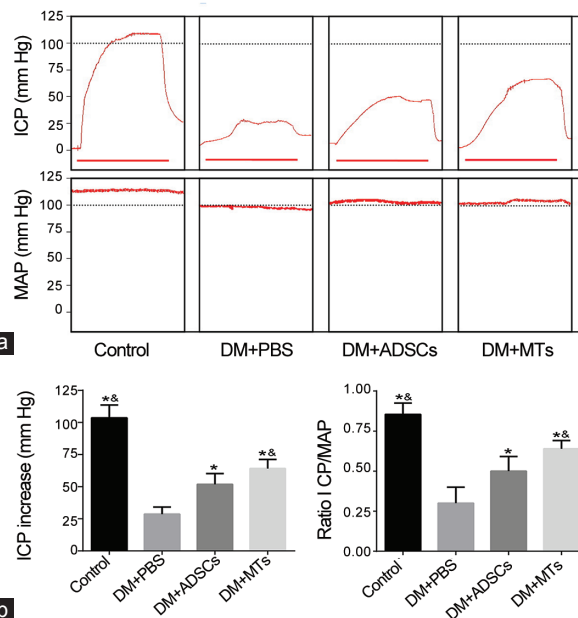 ICP (mm Hg)
125
100
75
50
25
0
MAP (mm Hg)
125
100
75
50
25
0
a
Control
DM+PBS
DM+ADSCs
DM+MTs
ICP increase (mm Hg)
125
100
75
50
25
0
*&
*
*&
Control
DM+PBS
DM+ADSCs
DM+MTs
Ratio I CP/MAP
1.00
0.75
0.50
0.25
0.00
*&
*
*&
Control
DM+PBS
DM+ADSCs
DM+MTs
b